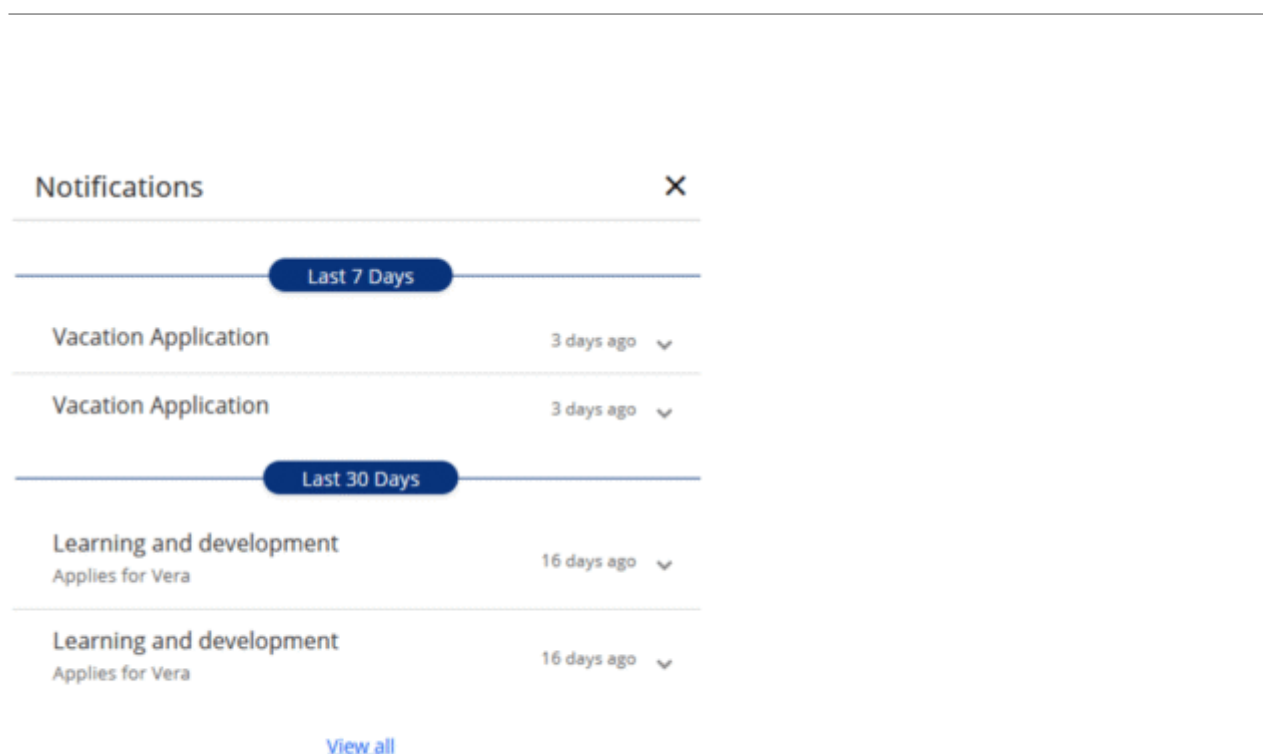 Notifications
Last 7 Days
Vacation Application 3 days ago
Vacation Application 3 days ago
Last 30 Days
Learning and development
Applies for Vera 16 days ago
Learning and development
Applies for Vera 16 days ago
View all